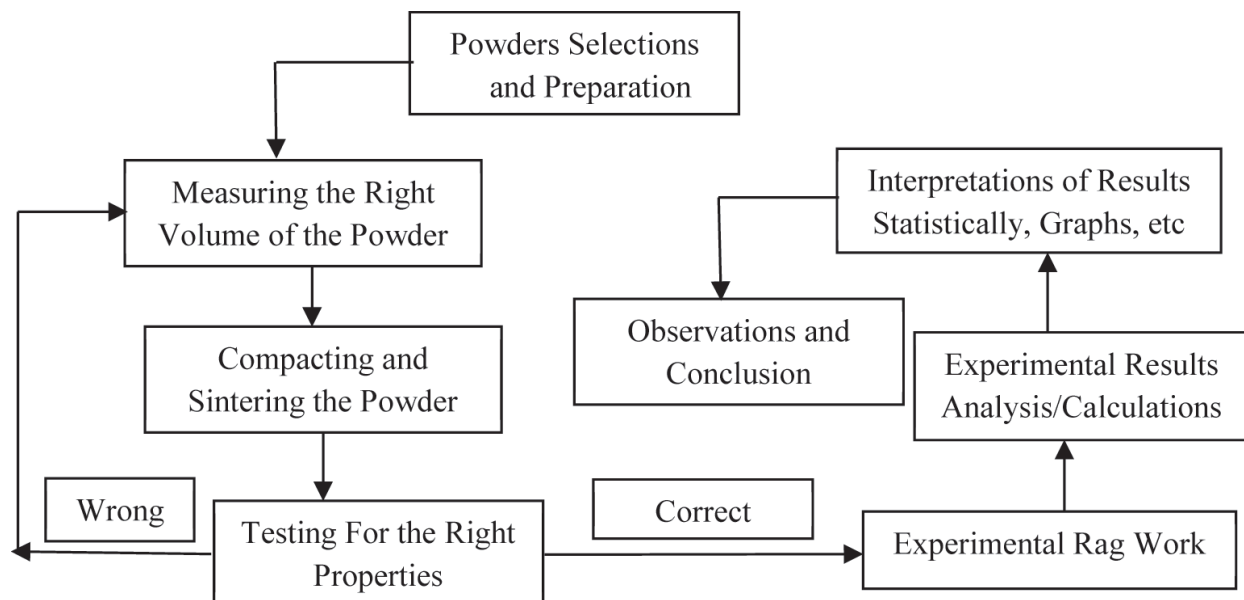 Powders Selections
and Preparation
Measuring the Right
Volume of the Powder
Compacting and
Sintering the Powder
Wrong
Testing For the Right
Properties
Correct
Experimental Rag Work
Experimental Results
Analysis/Calculations
Interpretations of Results
Statistically, Graphs, etc
Observations and
Conclusion